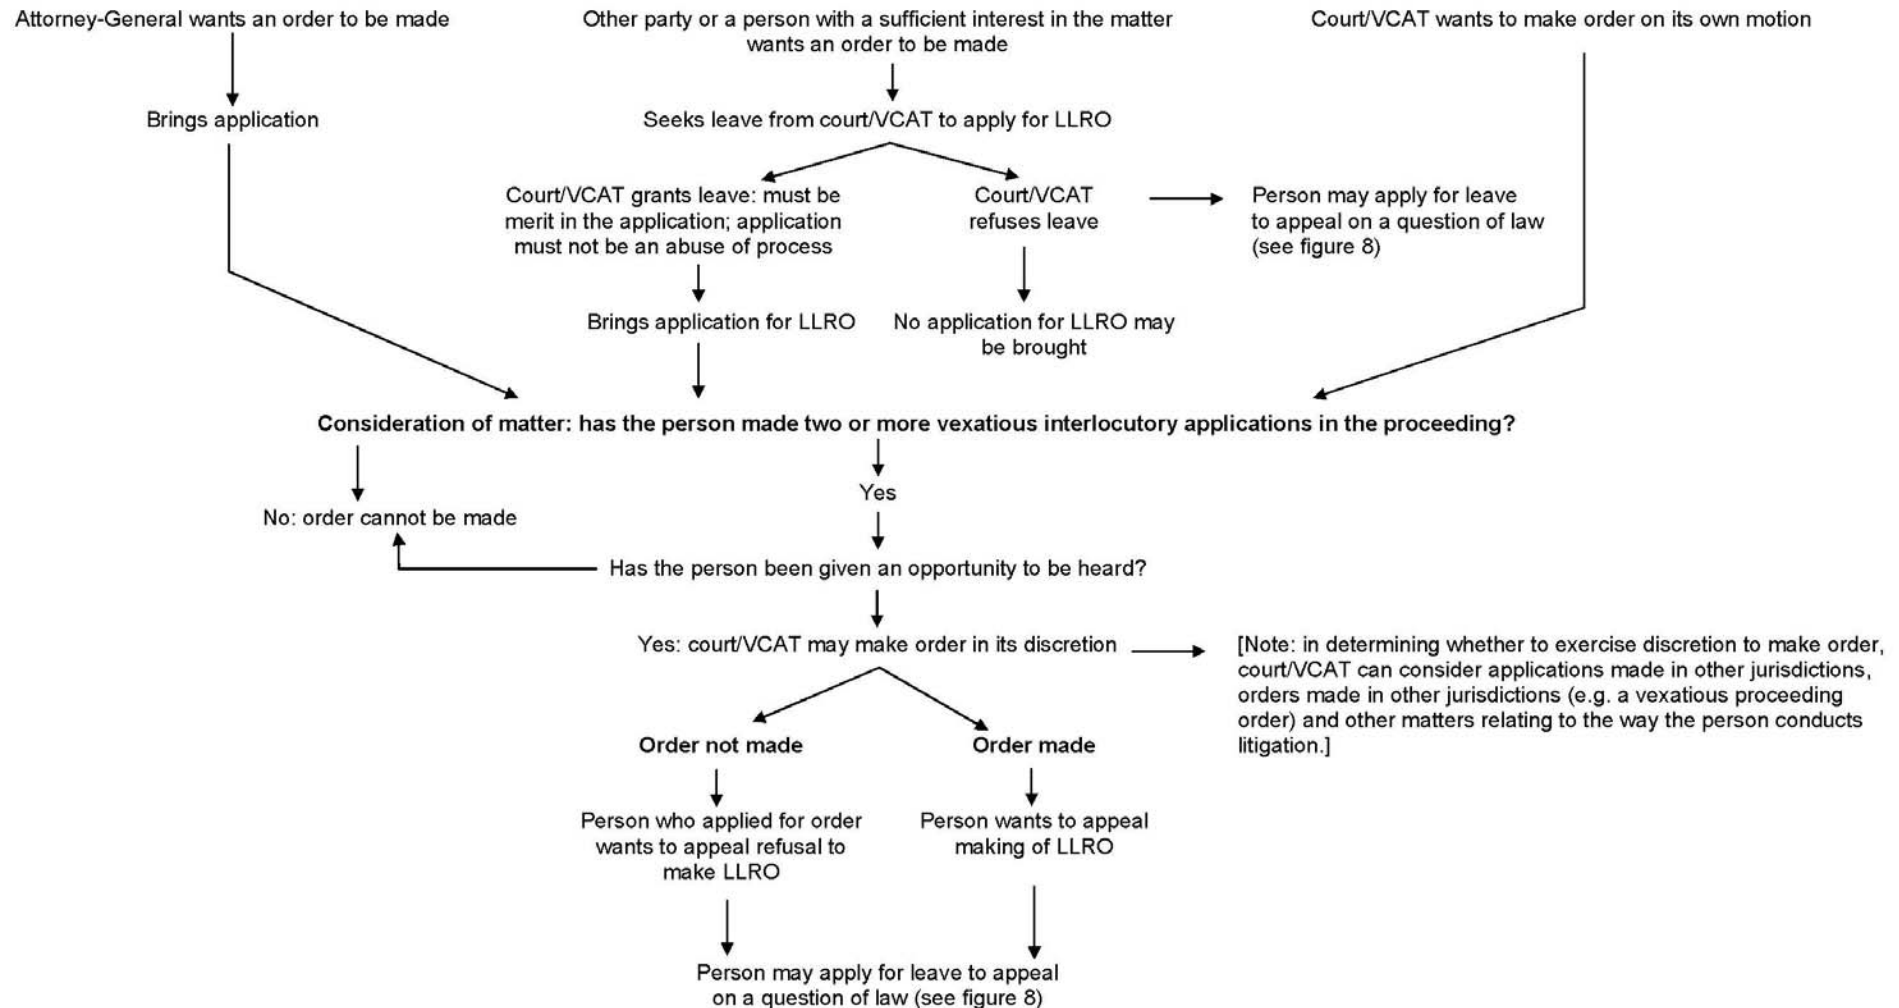 Attorney-General wants an order to be made
Other party or a person with a sufficient interest in the matter
wants an order to be made
Court/VCAT wants to make order on its own motion
Brings application
Seeks leave from court/VCAT to apply for LLRO
Court/VCAT grants leave: must be
merit in the application; application
must not be an abuse of process
Court/VCAT
refuses leave
Person may apply for leave
to appeal on a question of law
(see figure 8)
Brings application for LLRO
No application for LLRO may
be brought
Consideration of matter: has the person made two or more vexatious interlocutory applications in the proceeding?
Yes
No: order cannot be made
Has the person been given an opportunity to be heard?
Yes: court/VCAT may make order in its discretion
[Note: in determining whether to exercise discretion to make order,
court/VCAT can consider applications made in other jurisdictions,
orders made in other jurisdictions (e.g. a vexatious proceeding
order) and other matters relating to the way the person conducts
litigation.]
Order not made
Order made
Person who applied for order
wants to appeal refusal to
make LLRO
Person wants to appeal
making of LLRO
Person may apply for leave to appeal
on a question of law (see figure 8)